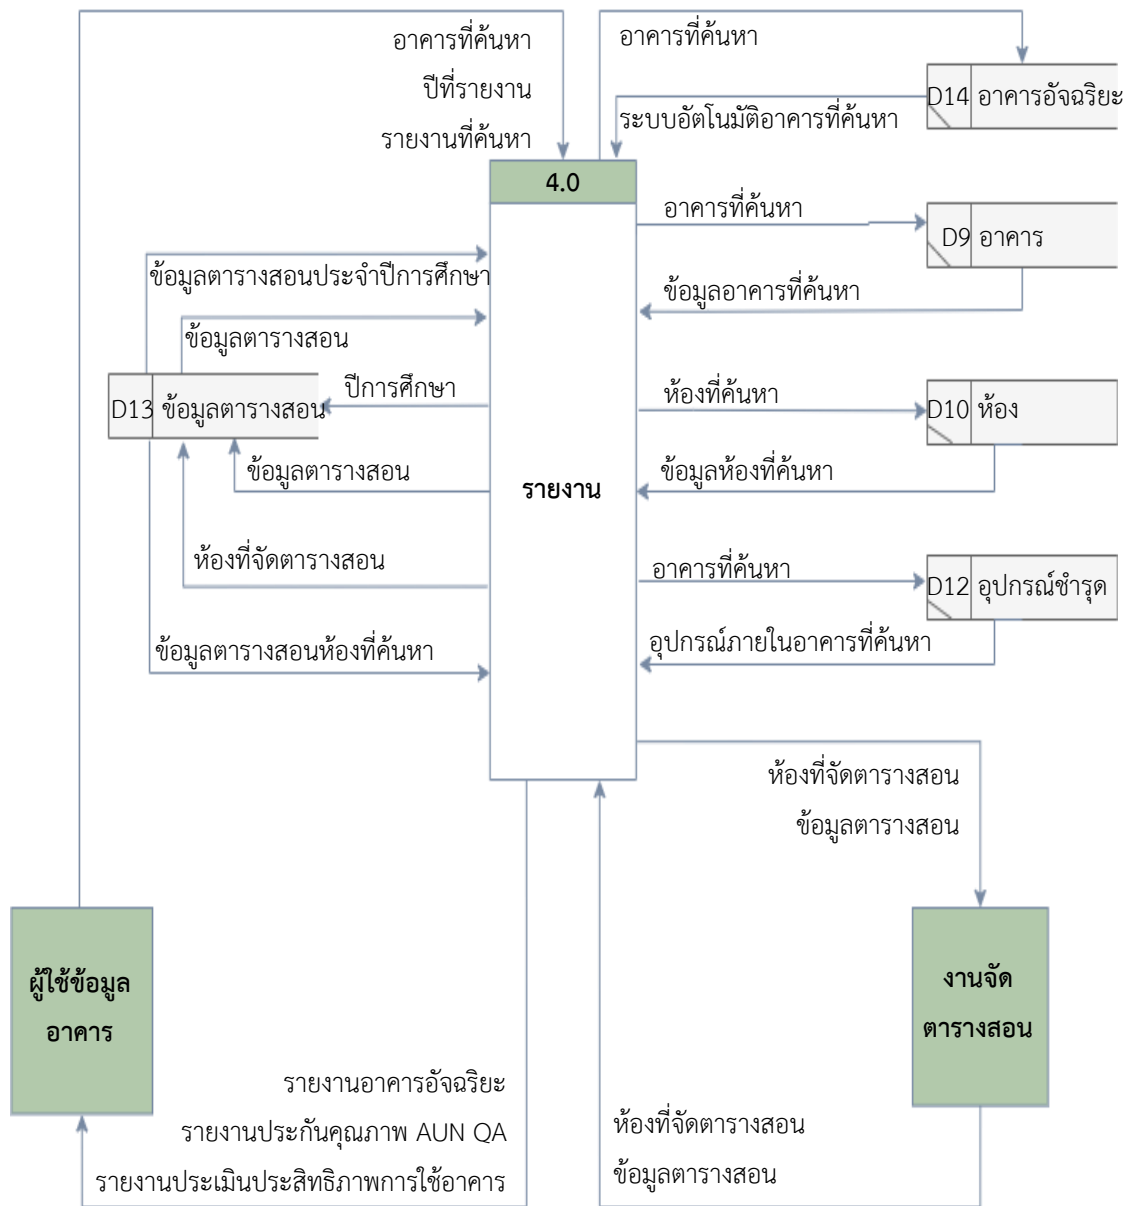 อาคารที่ค้นหา
ปีที่รายงาน
รายงานที่ค้นหา
อาคารที่ค้นหา
D14 อาคารอัจฉริยะ
ระบบอัตโนมัติอาคารที่ค้นหา
4.0
อาคารที่ค้นหา
D9 อาคาร
ข้อมูลตารางสอนประจำปีการศึกษา
ข้อมูลอาคารที่ค้นหา
ข้อมูลตารางสอน
ปีการศึกษา
D13 ข้อมูลตารางสอน
ห้องที่ค้นหา
D10 ห้อง
ข้อมูลตารางสอน
ข้อมูลห้องที่ค้นหา
รายงาน
ห้องที่จัดตารางสอน
อาคารที่ค้นหา
D12 อุปกรณ์ชำรุด
ข้อมูลตารางสอนห้องที่ค้นหา
อุปกรณ์ภายในอาคารที่ค้นหา
ห้องที่จัดตารางสอน
ข้อมูลตารางสอน
ผู้ใช้ข้อมูล
อาคาร
งานจัด
ตารางสอน
รายงานอาคารอัจฉริยะ
รายงานประกันคุณภาพ AUN QA
รายงานประเมินประสิทธิภาพการใช้อาคาร
ห้องที่จัดตารางสอน
ข้อมูลตารางสอน